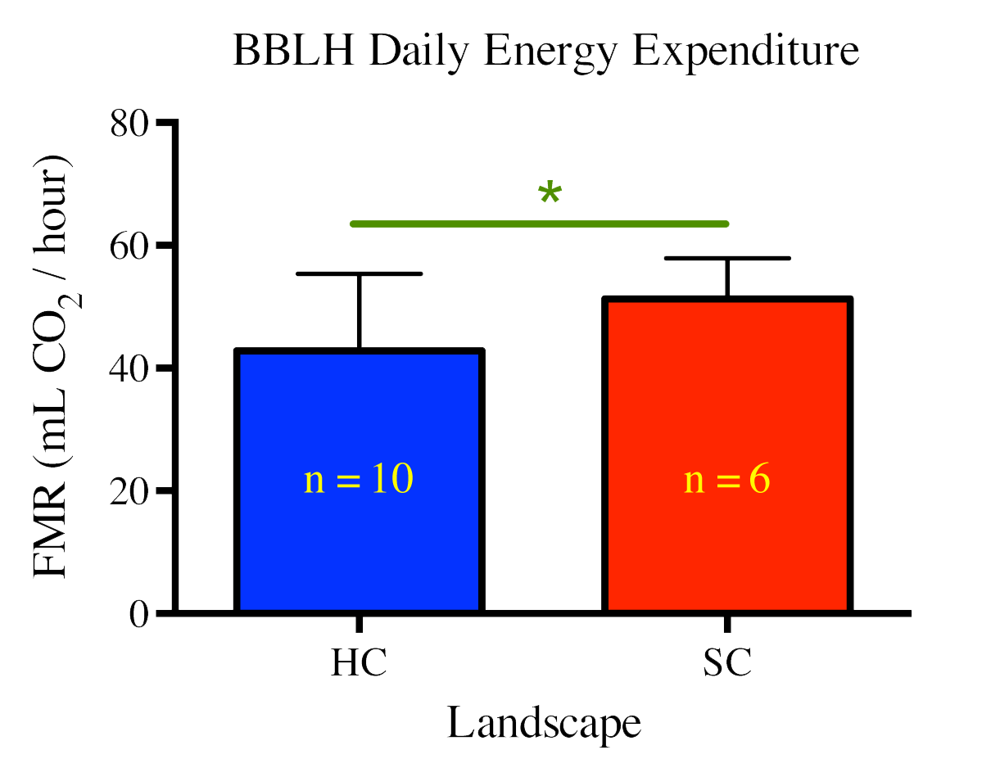 BBLH Daily Energy Expenditure
80
60
40
20
0
FMR (mL CO₂ / hour)
*
n = 10
n = 6
HC
SC
Landscape